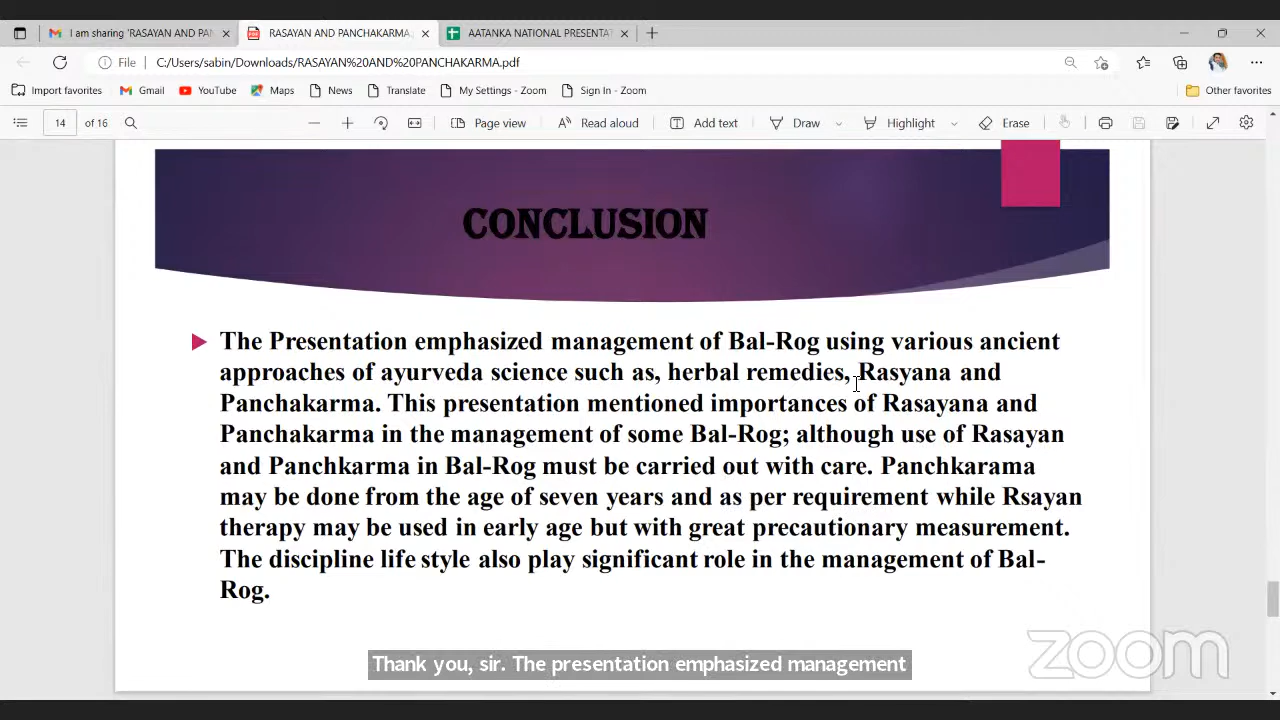 I am sharing 'RASAYAN AND PAN
RASAYAN AND PANCHAKARMA
AATANKA NATIONAL PRESENTAT
File
C:/Users/sabin/Downloads/RASAYAN%20AND%20PANCHAKARMA.pdf
Import favorites
Gmail
YouTube
Maps
News
Translate
My Settings - Zoom
Sign In - Zoom
Other favorites
14 of 16
Page view
Read aloud
Add text
Draw
Highlight
Erase
CONCLUSION
The Presentation emphasized management of Bal-Rog using various ancient
approaches of ayurveda science such as, herbal remedies, Rasyana and
Panchakarma. This presentation mentioned importances of Rasayana and
Panchakarma in the management of some Bal-Rog; although use of Rasayan
and Panchkarma in Bal-Rog must be carried out with care. Panchkarama
may be done from the age of seven years and as per requirement while Rsayan
therapy may be used in early age but with great precautionary measurement.
The discipline life style also play significant role in the management of Bal-
Rog.
Thank you, sir. The presentation emphasized management
zoom